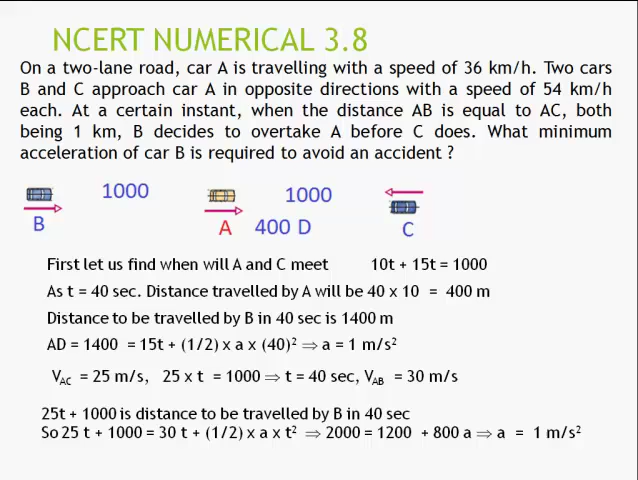 NCERT NUMERICAL 3.8
On a two-lane road, car A is travelling with a speed of 36 km/h. Two cars
B and C approach car A in opposite directions with a speed of 54 km/h
each. At a certain instant, when the distance AB is equal to AC, both
being 1 km, B decides to overtake A before C does. What minimum
acceleration of car B is required to avoid an accident ?
1000 1000
B A 400 D C
First let us find when will A and C meet 10t + 15t = 1000
As t = 40 sec. Distance travelled by A will be 40 x 10 = 400 m
Distance to be travelled by B in 40 sec is 1400 m
AD = 1400 = 15t + (1/2) x a x (40)² ⇒ a = 1 m/s²
V_AC = 25 m/s, 25 x t = 1000 ⇒ t = 40 sec, V_AB = 30 m/s
25t + 1000 is distance to be travelled by B in 40 sec
So 25 t + 1000 = 30 t + (1/2) x a x t² ⇒ 2000 = 1200 + 800 a ⇒ a = 1 m/s²